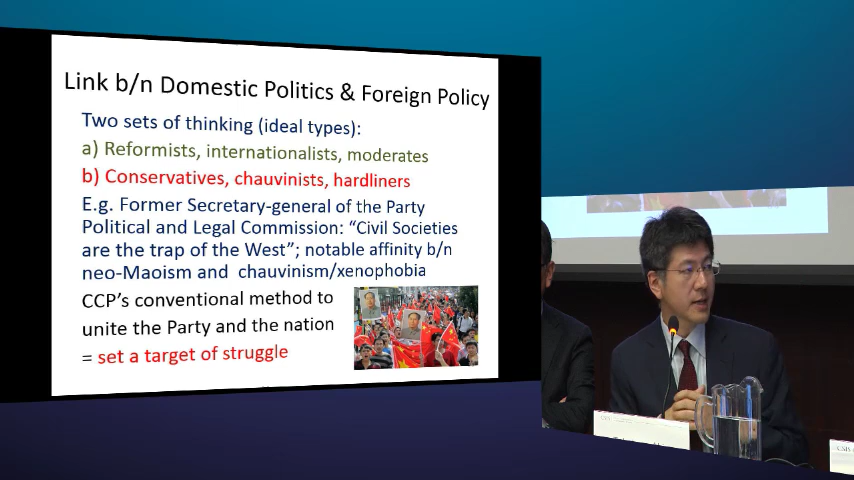 Link b/n Domestic Politics & Foreign Policy
Two sets of thinking (ideal types):
a) Reformists, internationalists, moderates
b) Conservatives, chauvinists, hardliners
E.g. Former Secretary-general of the Party
Political and Legal Commission: “Civil Societies
are the trap of the West”; notable affinity b/n
neo-Maoism and chauvinism/xenophobia
CCP’s conventional method to
unite the Party and the nation
= set a target of struggle
CSIS